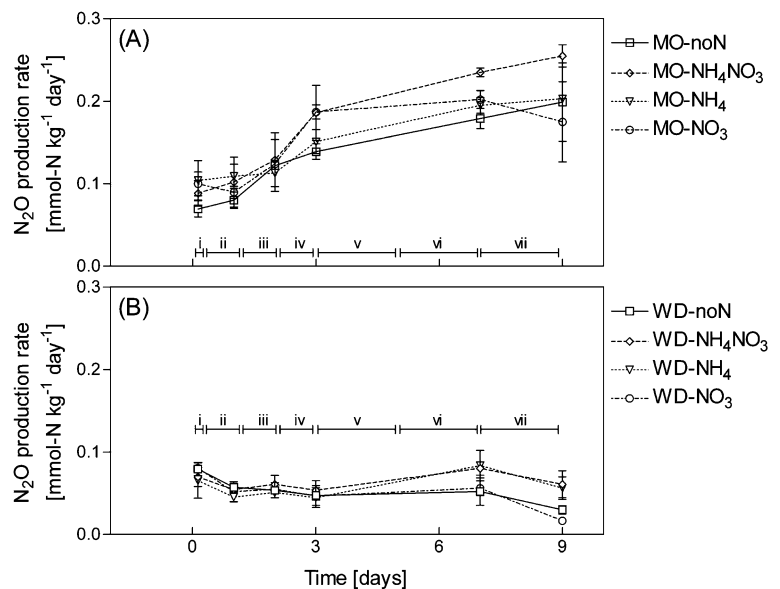 (A)
N₂O production rate
[mmol-N kg⁻¹ day⁻¹]
0.3
0.2
0.1
0.0
i ii iii iv v vi vii
MO-noN
MO-NH₄NO₃
MO-NH₄
MO-NO₃
(B)
N₂O production rate
[mmol-N kg⁻¹ day⁻¹]
0.3
0.2
0.1
0.0
i ii iii iv v vi vii
WD-noN
WD-NH₄NO₃
WD-NH₄
WD-NO₃
0 3 6 9
Time [days]